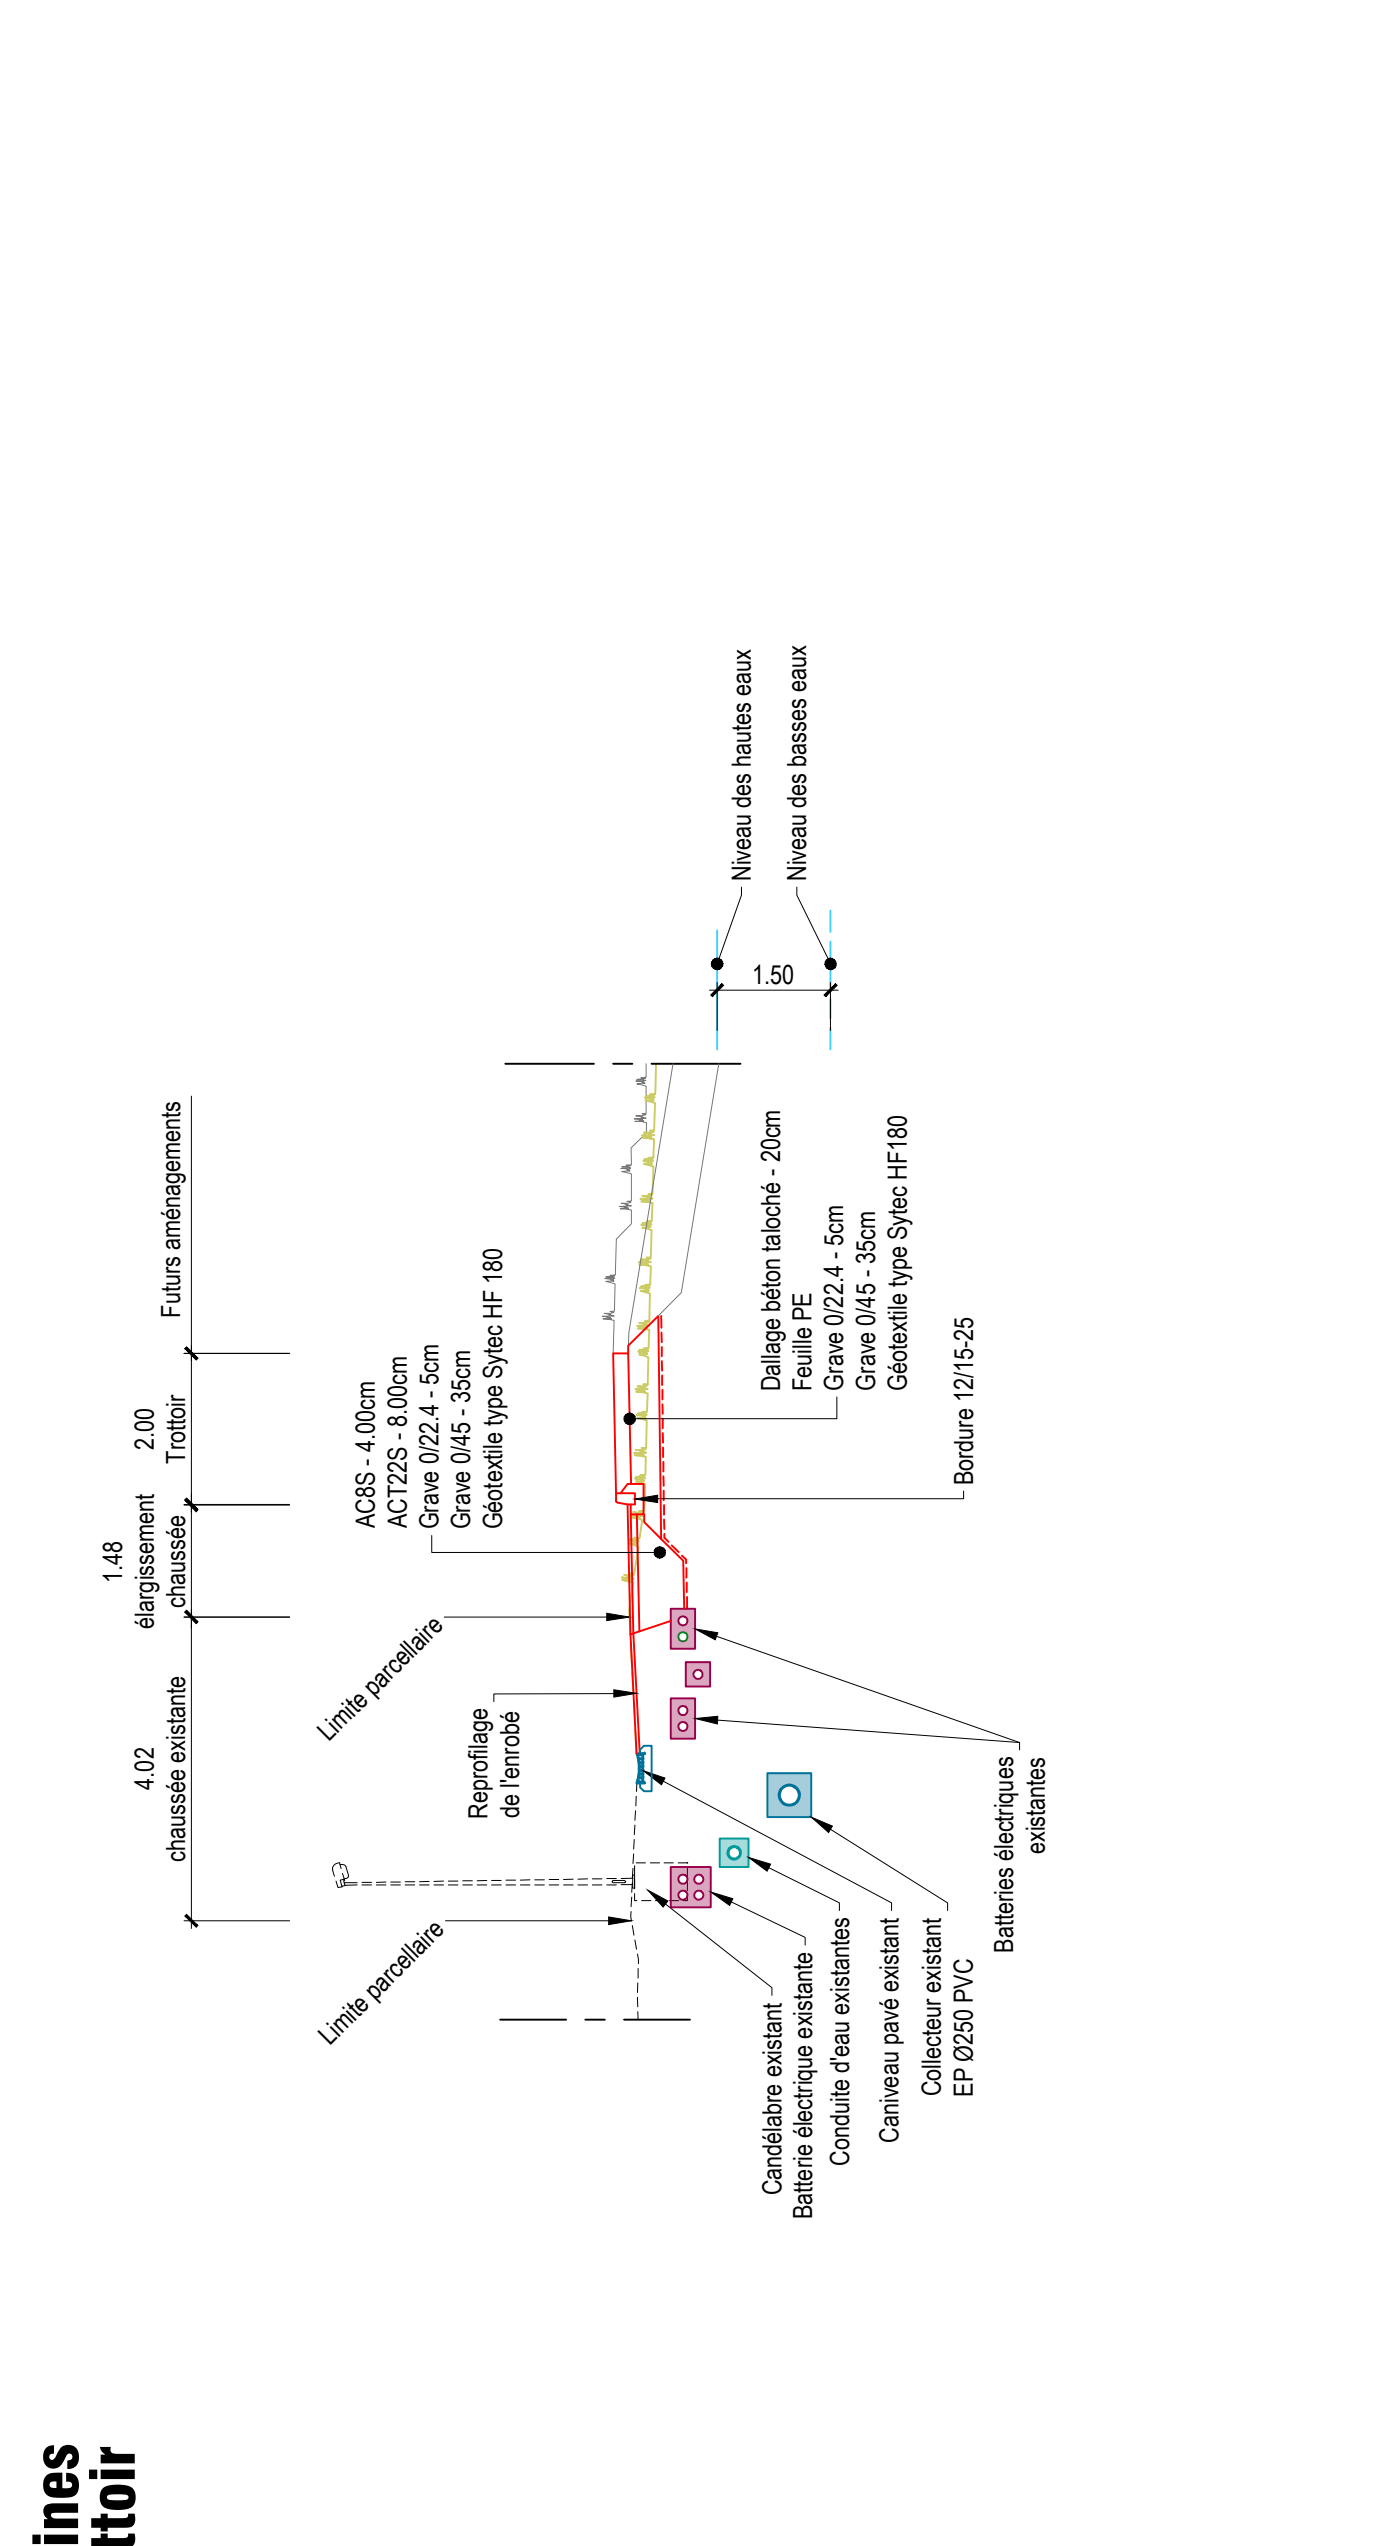 ines
ttoir
4.02
chaussée existante
1.48
élargissement
chaussée
2.00
Trottoir
Futurs aménagements
Limite parcellaire
Limite parcellaire
AC8S - 4.00cm
ACT22S - 8.00cm
Grave 0/22.4 - 5cm
Grave 0/45 - 35cm
Géotextile type Sytec HF 180
Reprofilage
de l'enrobé
Niveau des hautes eaux
1.50
Niveau des basses eaux
Dallage béton taloché - 20cm
Feuille PE
Grave 0/22.4 - 5cm
Grave 0/45 - 35cm
Géotextile type Sytec HF180
Bordure 12/15-25
Candélabre existant
Batterie électrique existante
Conduite d'eau existantes
Caniveau pavé existant
Collecteur existant
EP Ø250 PVC
Batteries électriques
existantes